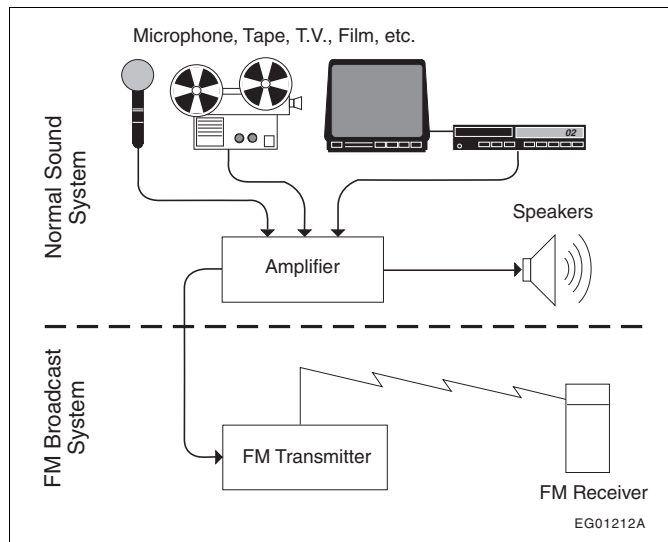 Microphone, Tape, T.V., Film, etc.
Normal Sound
System
02
Speakers
Amplifier
FM Broadcast
System
FM Transmitter
FM Receiver
EG01212A